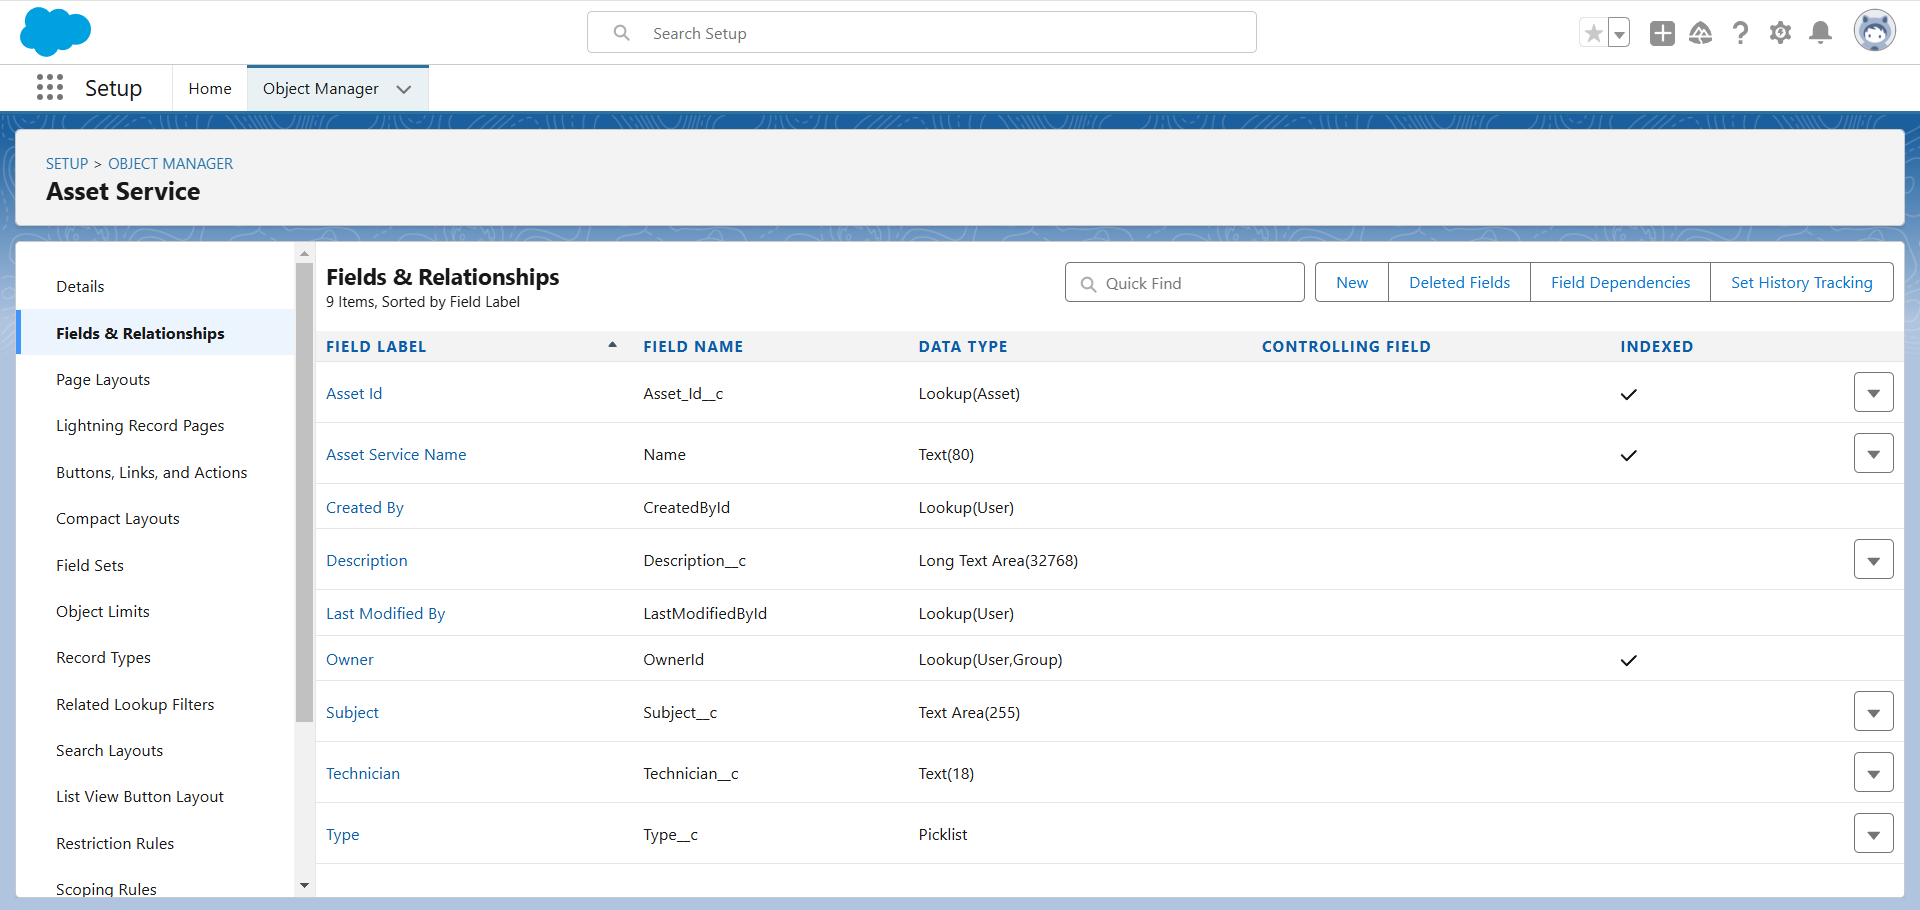 Search Setup
Setup
Home
Object Manager
SETUP > OBJECT MANAGER
Asset Service
Details
Fields & Relationships
Page Layouts
Lightning Record Pages
Buttons, Links, and Actions
Compact Layouts
Field Sets
Object Limits
Record Types
Related Lookup Filters
Search Layouts
List View Button Layout
Restriction Rules
Scoping Rules
Fields & Relationships
9 Items, Sorted by Field Label
Quick Find
New
Deleted Fields
Field Dependencies
Set History Tracking
FIELD LABEL FIELD NAME DATA TYPE CONTROLLING FIELD INDEXED
Asset Id Asset_Id__c Lookup(Asset)
Asset Service Name Name Text(80)
Created By CreatedById Lookup(User)
Description Description__c Long Text Area(32768)
Last Modified By LastModifiedById Lookup(User)
Owner OwnerId Lookup(User,Group)
Subject Subject__c Text Area(255)
Technician Technician__c Text(18)
Type Type__c Picklist